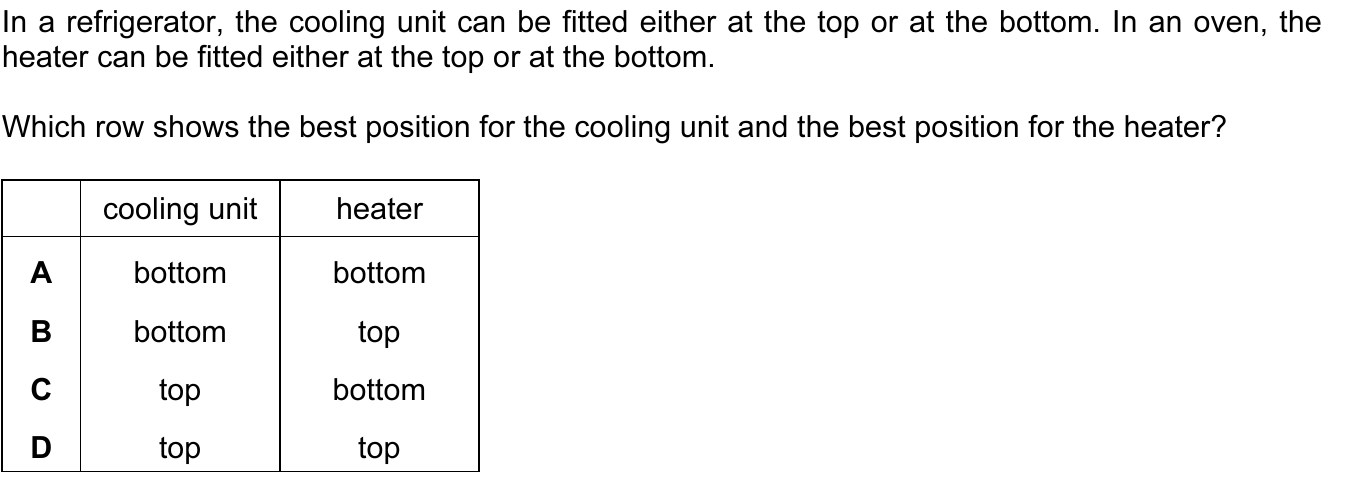 In a refrigerator, the cooling unit can be fitted either at the top or at the bottom. In an oven, the
heater can be fitted either at the top or at the bottom.
Which row shows the best position for the cooling unit and the best position for the heater?
cooling unit heater
A bottom bottom
B bottom top
C top bottom
D top top